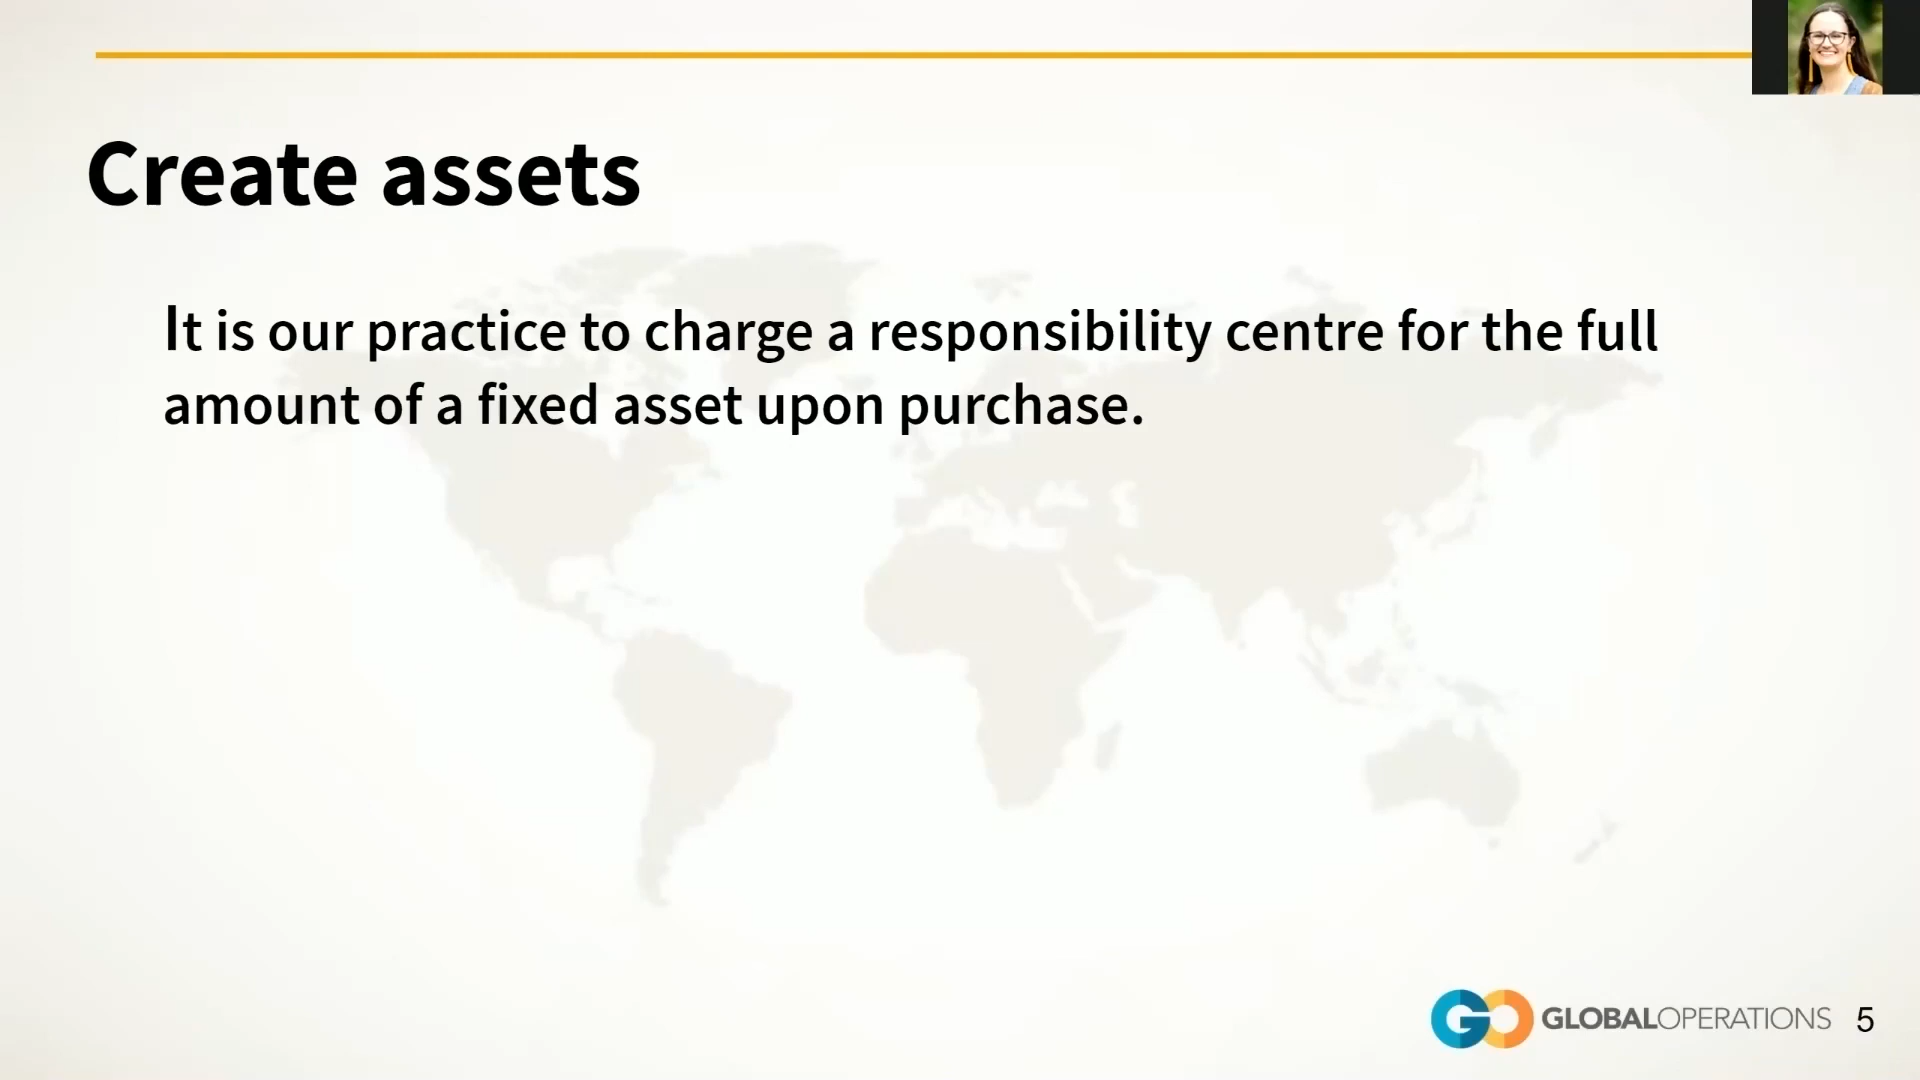 Create assets
It is our practice to charge a responsibility centre for the full
amount of a fixed asset upon purchase.
GO GLOBALOPERATIONS 5